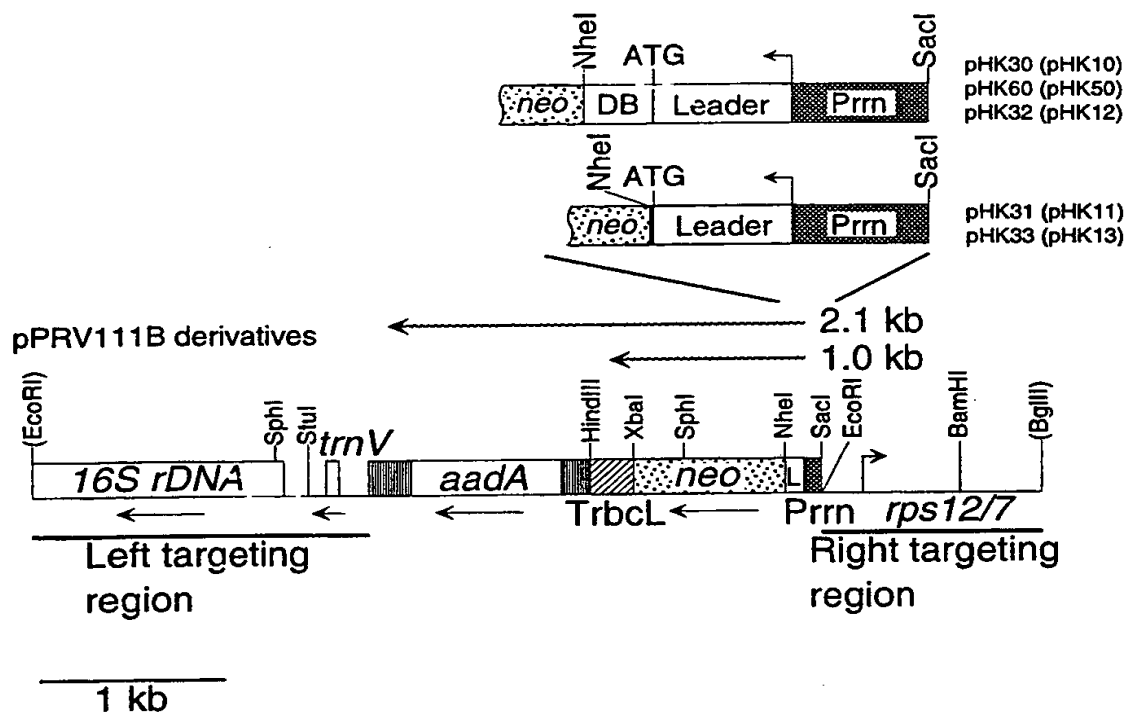 NheI
ATG
SacI
neo
DB
Leader
Prrn
pHK30 (pHK10)
pHK60 (pHK50)
pHK32 (pHK12)
NheI
ATG
SacI
neo
Leader
Prrn
pHK31 (pHK11)
pHK33 (pHK13)
pPRV111B derivatives
2.1 kb
1.0 kb
(EcoRI)
SphI
StuI
trnV
HindIII
XbaI
SphI
NheI
SacI
EcoRI
BamHI
(BglII)
16S rDNA
aadA
neo
L
TrbcL
Prrn
rps12/7
Left targeting
region
Right targeting
region
1 kb